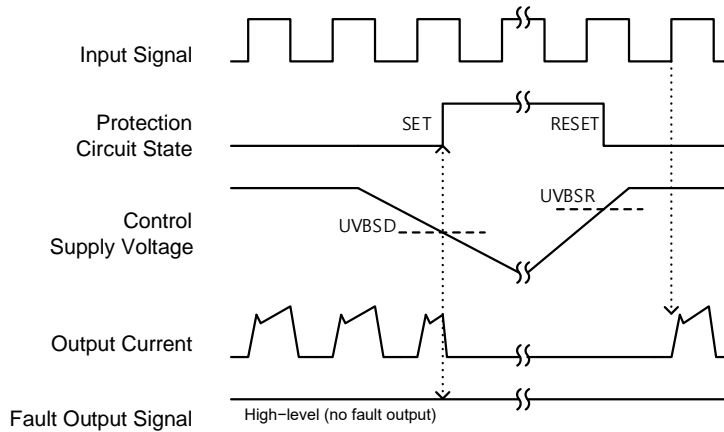 Input Signal
Protection
Circuit State
SET
RESET
Control
Supply Voltage
UVBSD
UVBSR
Output Current
Fault Output Signal
High−level (no fault output)